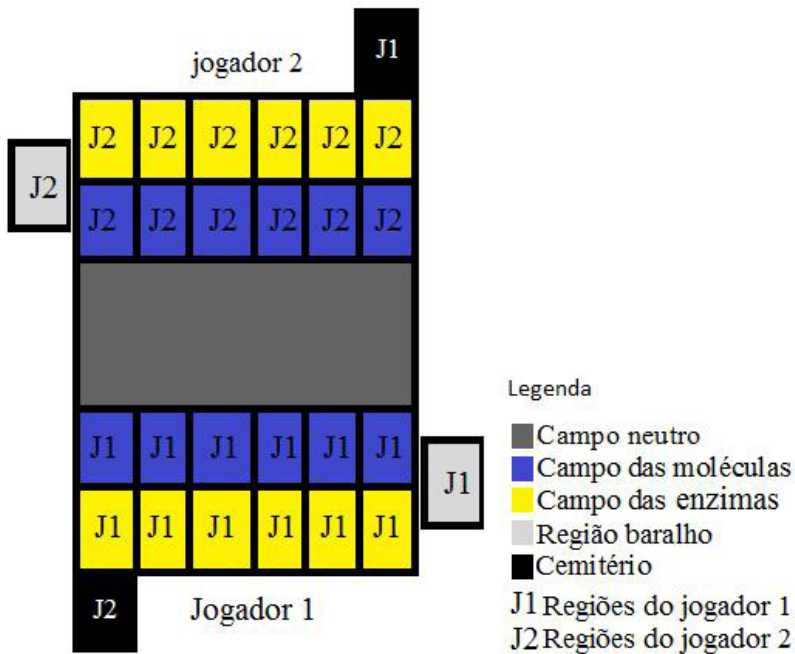 J1
jogador 2
J2 J2 J2 J2 J2 J2
J2
J2 J2 J2 J2 J2 J2
J1 J1 J1 J1 J1 J1
J1
J1 J1 J1 J1 J1 J1
J2
Jogador 1
Legenda
Campo neutro
Campo das moléculas
Campo das enzimas
Região baralho
Cemitério
J1 Regiões do jogador 1
J2 Regiões do jogador 2